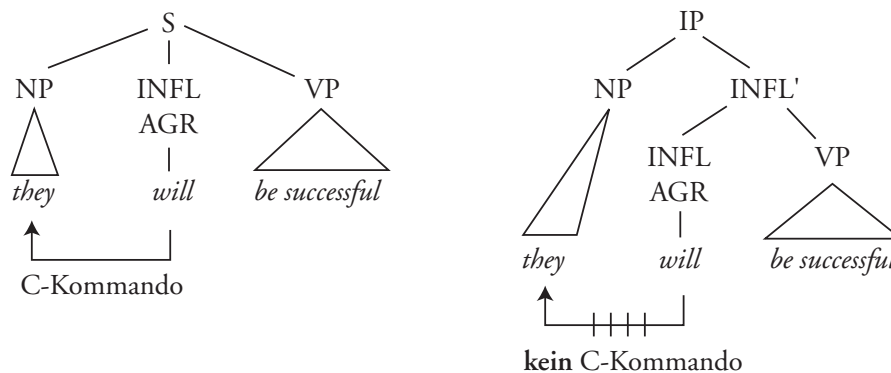 S
NP INFL VP
AGR
they will be successful
C-Kommando
IP
NP INFL'
INFL VP
AGR
they will be successful
kein C-Kommando